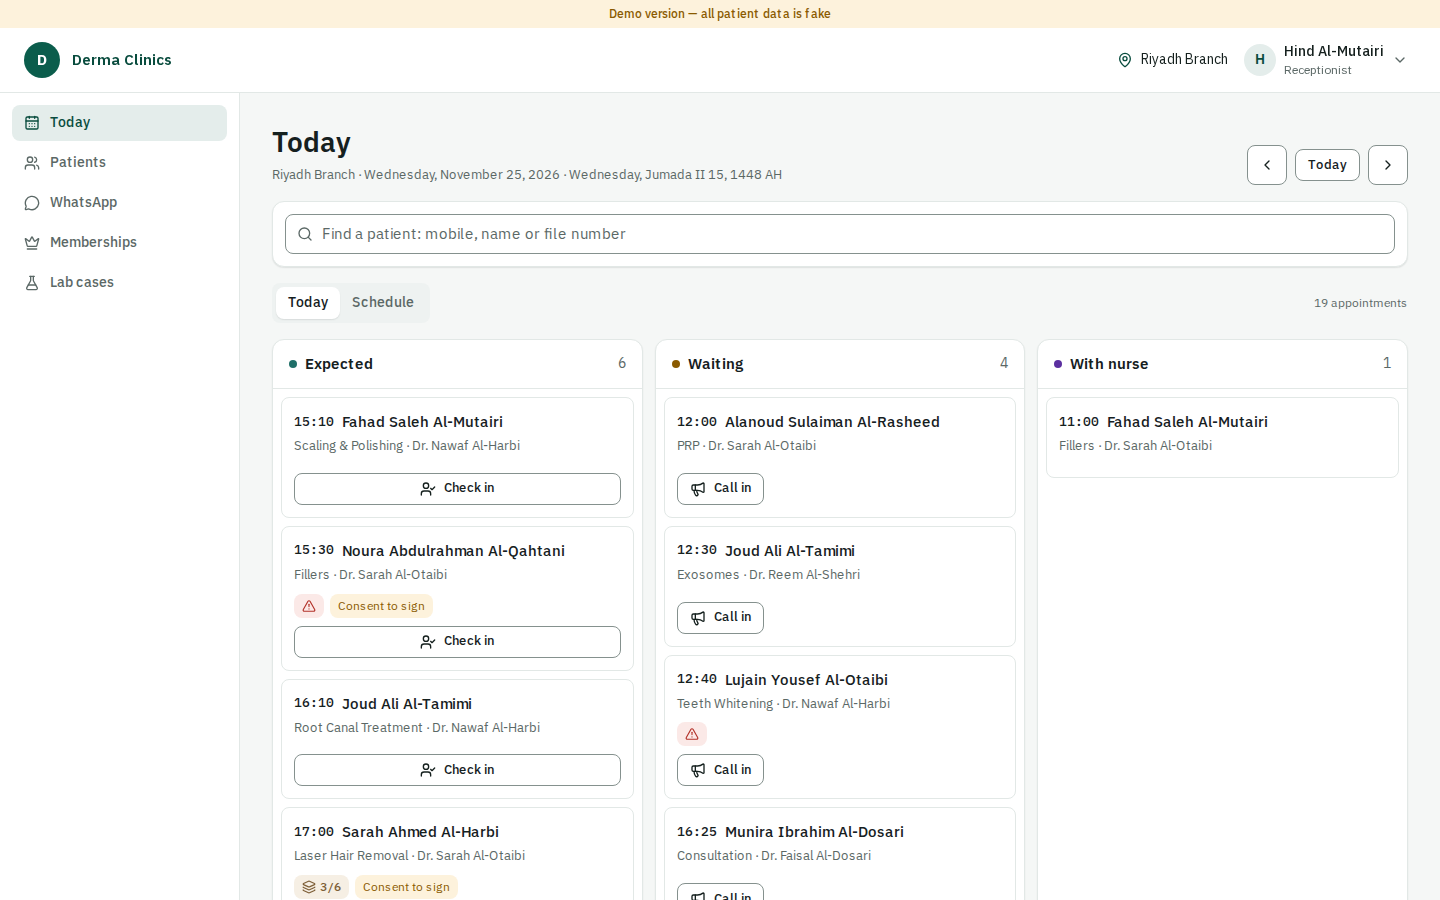 Demo version — all patient data is fake
D
Derma Clinics
Riyadh Branch
H
Hind Al-Mutairi
Receptionist
Today
Patients
WhatsApp
Memberships
Lab cases
Today
Riyadh Branch · Wednesday, November 25, 2026 · Wednesday, Jumada II 15, 1448 AH
Today
Find a patient: mobile, name or file number
Today
Schedule
19 appointments
Expected 6
15:10 Fahad Saleh Al-Mutairi
Scaling & Polishing · Dr. Nawaf Al-Harbi
Check in
15:30 Noura Abdulrahman Al-Qahtani
Fillers · Dr. Sarah Al-Otaibi
Consent to sign
Check in
16:10 Joud Ali Al-Tamimi
Root Canal Treatment · Dr. Nawaf Al-Harbi
Check in
17:00 Sarah Ahmed Al-Harbi
Laser Hair Removal · Dr. Sarah Al-Otaibi
3/6
Consent to sign
Waiting 4
12:00 Alanoud Sulaiman Al-Rasheed
PRP · Dr. Sarah Al-Otaibi
Call in
12:30 Joud Ali Al-Tamimi
Exosomes · Dr. Reem Al-Shehri
Call in
12:40 Lujain Yousef Al-Otaibi
Teeth Whitening · Dr. Nawaf Al-Harbi
Call in
16:25 Munira Ibrahim Al-Dosari
Consultation · Dr. Faisal Al-Dosari
Call in
With nurse 1
11:00 Fahad Saleh Al-Mutairi
Fillers · Dr. Sarah Al-Otaibi